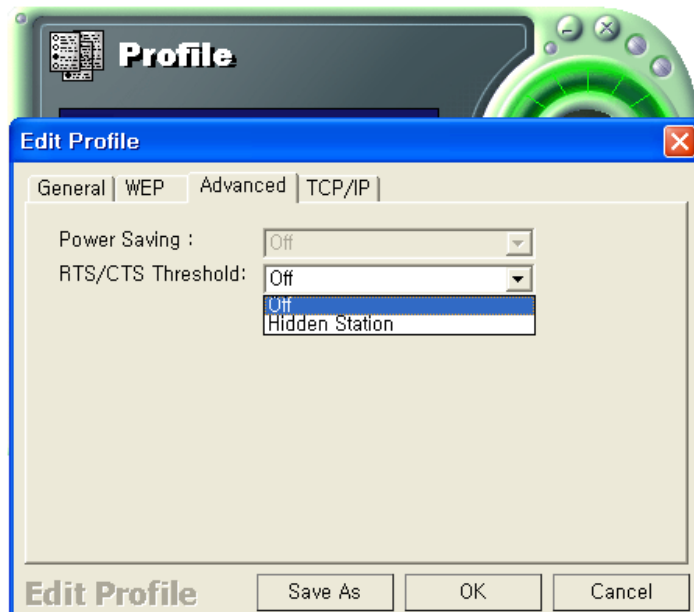 Profile
Edit Profile
General WEP Advanced TCP/IP
Power Saving : Off
RTS/CTS Threshold: Off
Off
Hidden Station
Edit Profile Save As OK Cancel